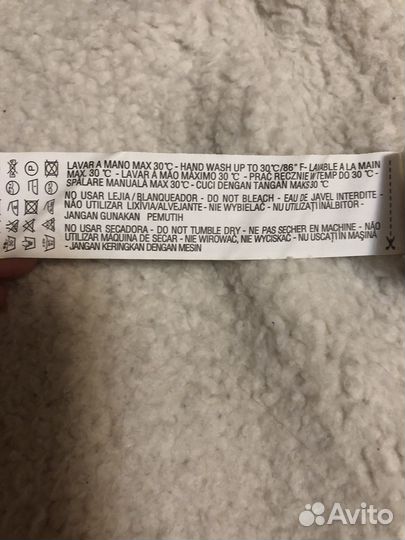 LAVAR A MANO MAX 30°C - HAND WASH UP TO 30°C/86°F- LAVABLE A LA MAIN
MAX. 30°C - LAVAR A MÃO MÁXIMO 30°C - PRAĆ RECZNIE W TEMP DO 30°C -
SPĂLARE MANUALĂ MAX 30°C - CUCI DENGAN TANGAN MAKS 30°C
NO USAR LEJIA / BLANQUEADOR - DO NOT BLEACH - EAU DE JAVEL INTERDITE -
NÃO UTILIZAR LIXÍVIA/ALVEJANTE - NIE WYBIELAĆ - NU UTILIZAȚI ÎNĂLBITOR -
JANGAN GUNAKAN PEMUTIH
NO USAR SECADORA - DO NOT TUMBLE DRY - NE PAS SECHER EN MACHINE - NÃO
UTILIZAR MÁQUINA DE SECAR - NIE WIROWAĆ, NIE WYCISKAĆ - NU USCAȚI ÎN MAȘINĂ
- JANGAN KERINGKAN DENGAN MESIN
Avito